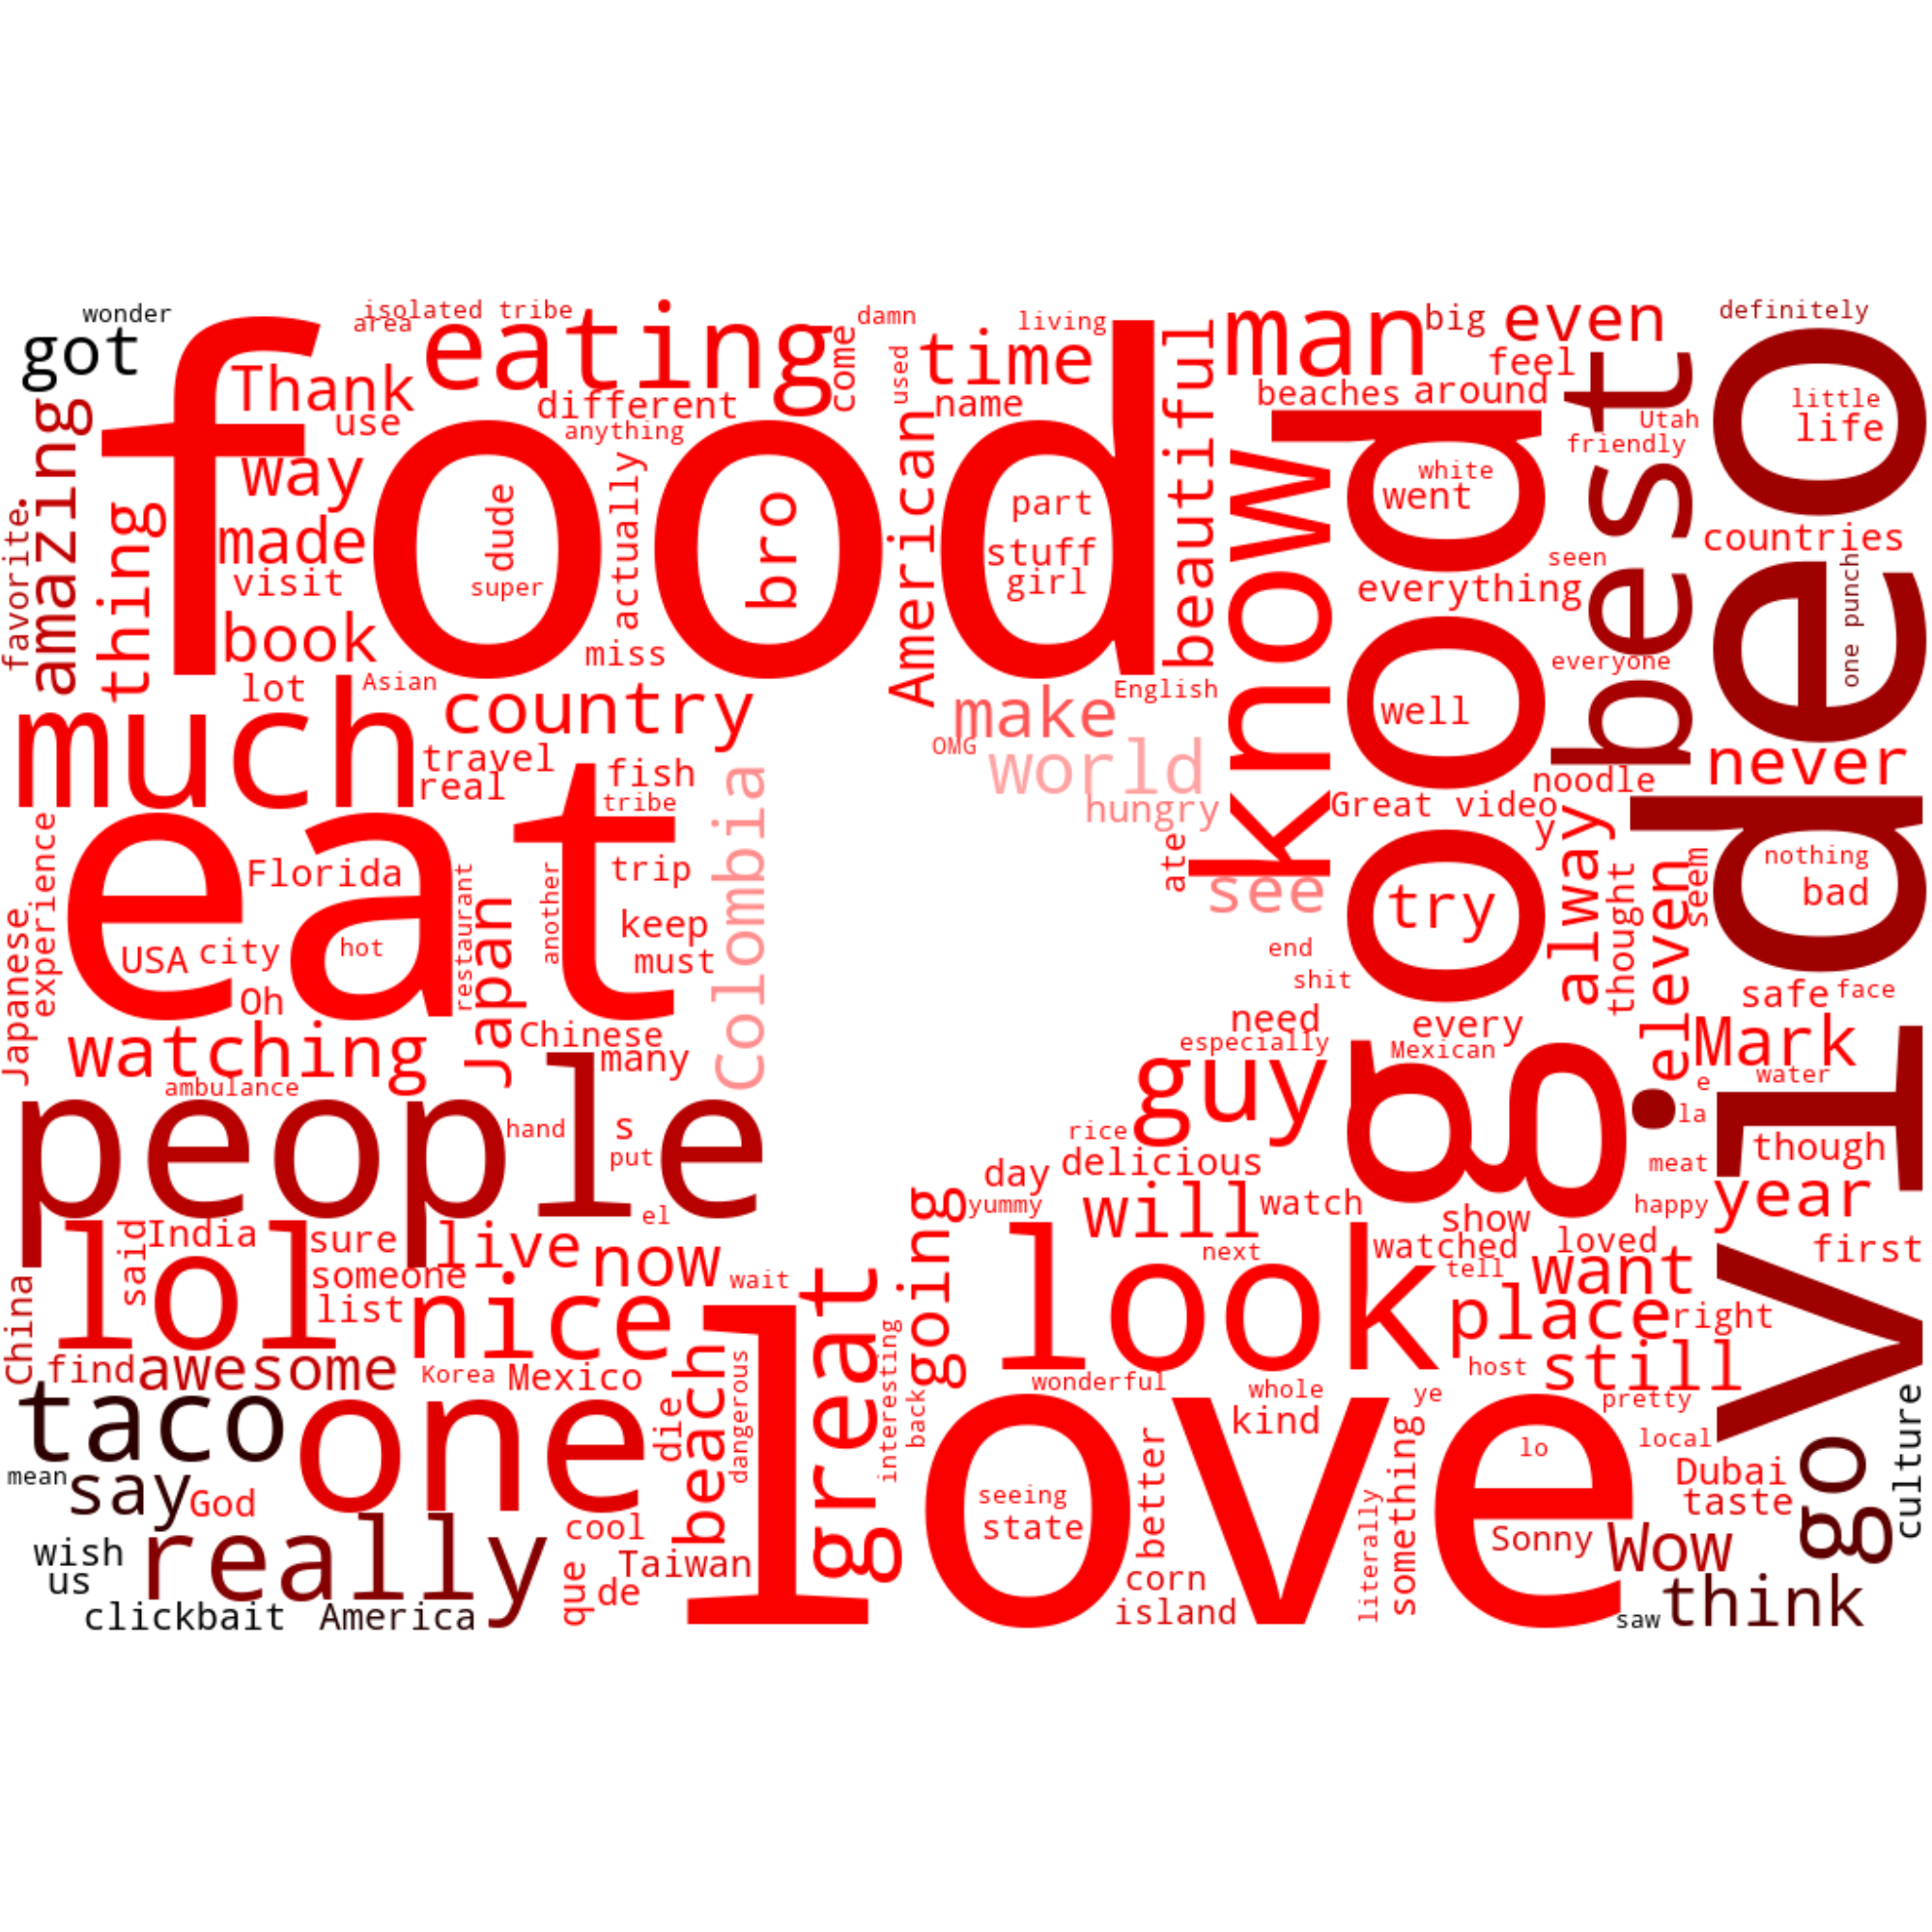 wonder
isolated tribe
area
eating
damn
living
man
big
even
definitely
got
Thank
use
different
anything
come
used
time
name
beautiful
feel
beaches
around
best
Utah
friendly
little
life
food
video
good
know
amazing
favorite
thing
way
made
visit
book
dude
super
actually
miss
bro
American
part
stuff
girl
white
went
countries
seen
everything
everyone
one punch
well
lot
Asian
country
make
English
OMG
world
hungry
much
travel
real
fish
tribe
Colombia
never
noodle
Great video
y
ate
see
always
thought
eleven
seem
nothing
bad
try
eat
experience
Japanese
Florida
USA
city
hot
restaurant
Japan
another
trip
keep
must
Oh
end
shit
safe
face
watching
Chinese
many
need
especially
every
Mexican
Mark
ambulance
guy
e
water
people
hand
s
put
rice
la
though
day
delicious
meat
el
yummy
will
watch
happy
year
lol
said
India
sure
live
now
going
show
next
watched
loved
first
China
someone
list
nice
wait
great
look
tell
want
place
right
find
awesome
Korea
Mexico
interesting
host
still
wonderful
whole
ye
pretty
taco
one
die
beach
dangerous
back
kind
culture
love
lo
local
mean
say
God
seeing
state
better
something
literally
Dubai
taste
go
wish
us
really
cool
Sonny
Wow
Taiwan
que
de
corn
island
clickbait
America
saw
think